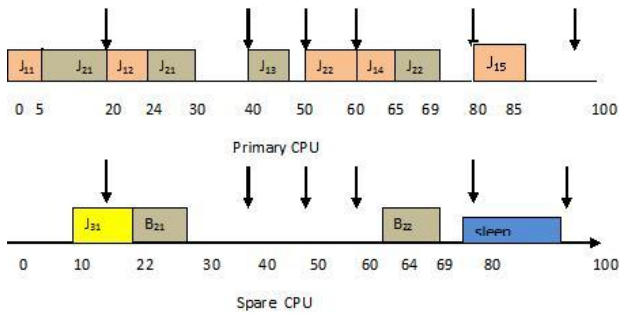 J11 J21 J12 J21 J13 J22 J14 J22 J15
0 5 20 24 30 40 50 60 65 69 80 85 100
Primary CPU
J31 B21 B22 sleep
0 10 22 30 40 50 60 64 69 80 100
Spare CPU